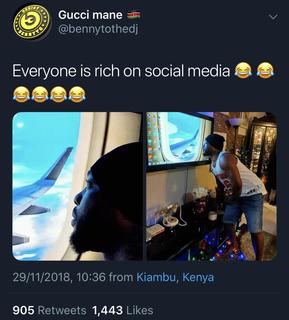 Gucci mane 🇰🇪
@bennytothedj
Everyone is rich on social media 😂 😂
😂😂😂😂
29/11/2018, 10:36 from Kiambu, Kenya
905 Retweets 1,443 Likes